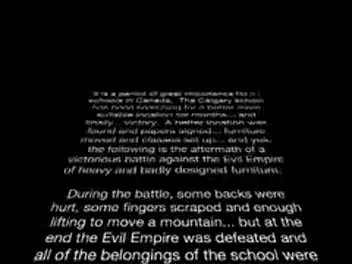 It is a period of great importance for all
schools in Canada, The Calgary school
has been searching for a better more
suitable location for months... and
finally... victory. A better location was
found and papers signed... furniture
moved and classes set up... and yet,
the following is the aftermath of a
victorious battle against the Evil Empire
of heavy and badly designed furniture.
During the battle, some backs were
hurt, some fingers scraped and enough
lifting to move a mountain... but at the
end the Evil Empire was defeated and
all of the belongings of the school were